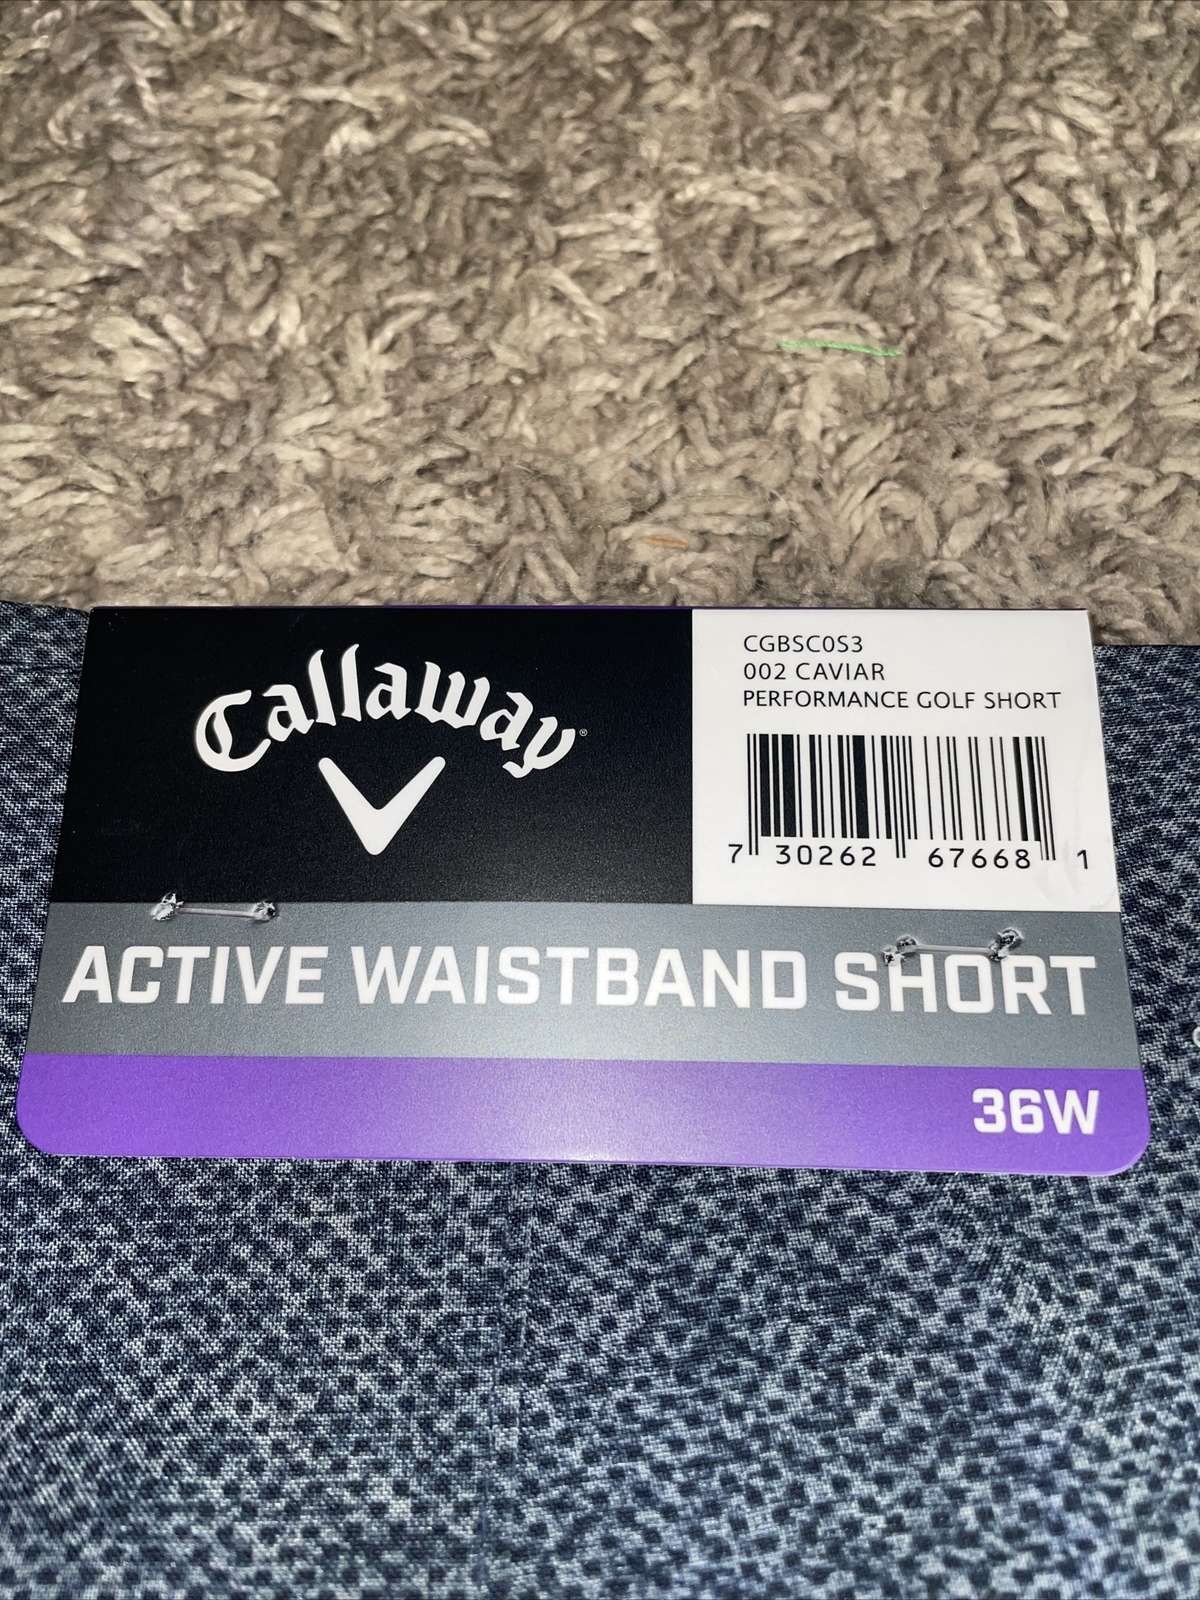 Callaway®
CGBSC0S3
002 CAVIAR
PERFORMANCE GOLF SHORT
7 30262 67668 1
ACTIVE WAISTBAND SHORT
36W